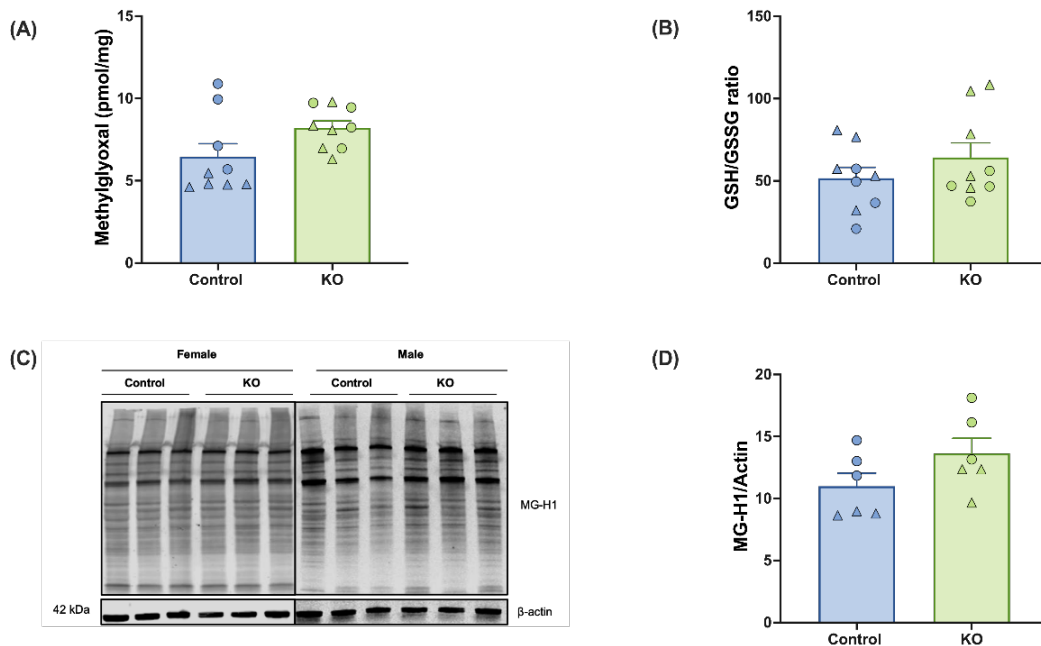 (A)
Methylglyoxal (pmol/mg)
15
10
5
0
Control
KO
(B)
GSH/GSSG ratio
150
100
50
0
Control
KO
(C)
Female
Male
Control
KO
Control
KO
MG-H1
42 kDa
β-actin
(D)
MG-H1/Actin
20
15
10
5
0
Control
KO